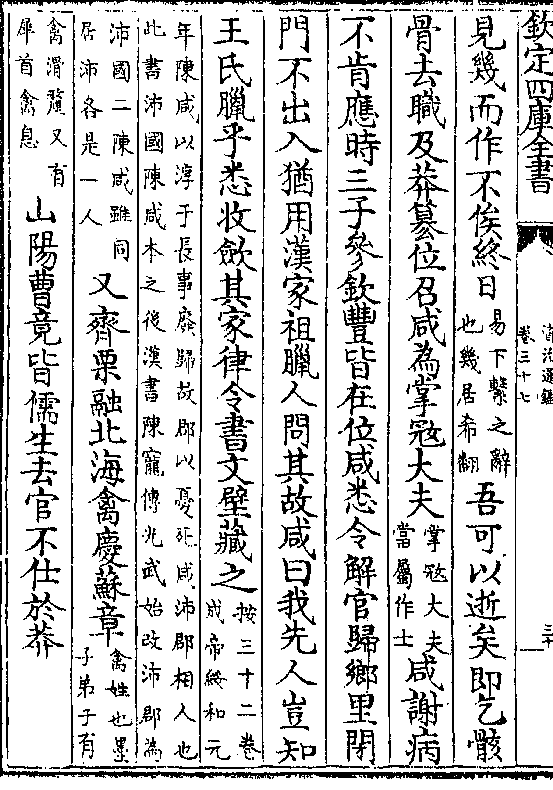 欽定四庫全書
資治通鑑
卷三十七
三十
見幾而作不俟終日易下繫之辭
也幾居希翻吾可以逝矣即乞骸
骨去職及莽篡位召咸為掌㓂大夫掌㓂大夫
當屬作士咸謝病
不肯應時三子參欽豐皆在位咸悉令解官歸鄉里閉
門不出入猶用漢家祖臘人問其故咸曰我先人豈知
王氏臘乎悉收斂其家律令書文壁藏之按三十二卷
成帝綏和元
年陳咸以淳于長事廢歸故郡以憂死咸沛郡相人也
此書沛國陳咸本之後漢書陳寵傳光武始改沛郡為
沛國二陳咸雖同
居沛各是一人又齊栗融北海禽慶蘇章禽姓也墨
子弟子有
禽滑釐又有
犀首禽息山陽曹竟皆儒生去官不仕於莽